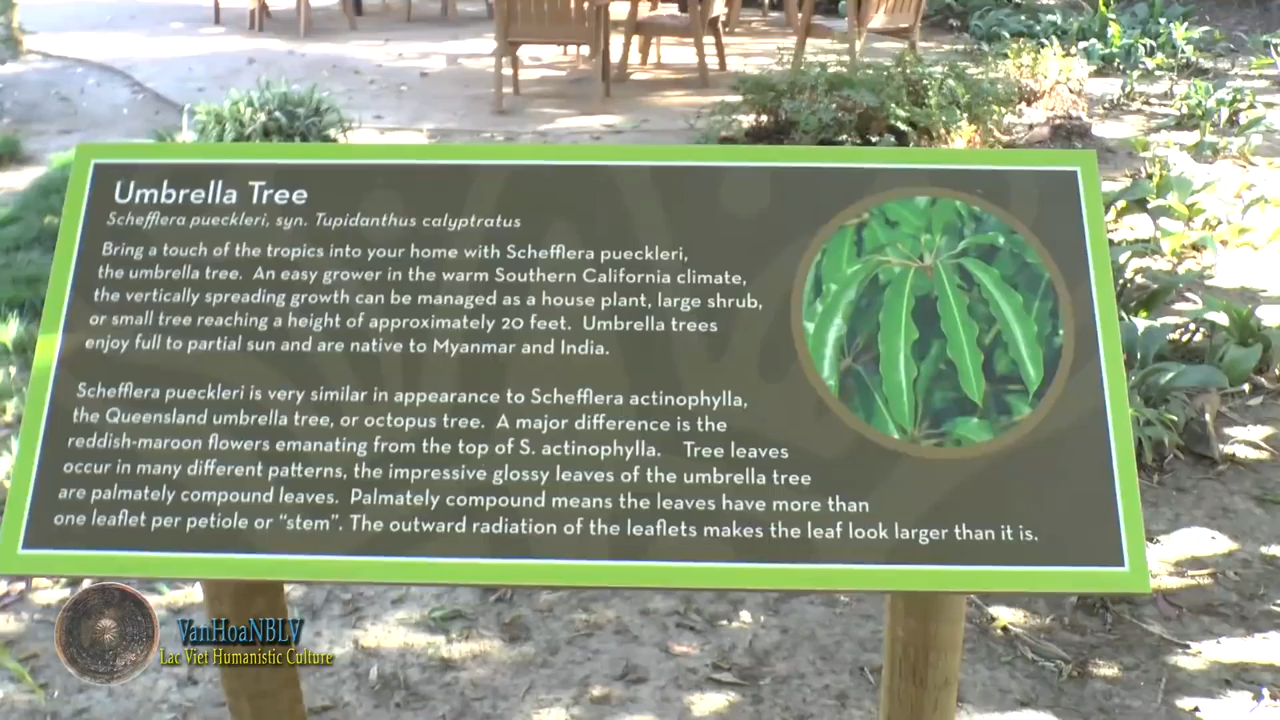 Umbrella Tree
Schefflera pueckleri, syn. Tupidanthus calyptratus
Bring a touch of the tropics into your home with Schefflera pueckleri,
the umbrella tree. An easy grower in the warm Southern California climate,
the vertically spreading growth can be managed as a house plant, large shrub,
or small tree reaching a height of approximately 20 feet. Umbrella trees
enjoy full to partial sun and are native to Myanmar and India.
Schefflera pueckleri is very similar in appearance to Schefflera actinophylla,
the Queensland umbrella tree, or octopus tree. A major difference is the
reddish-maroon flowers emanating from the top of S. actinophylla. Tree leaves
occur in many different patterns, the impressive glossy leaves of the umbrella tree
are palmately compound leaves. Palmately compound means the leaves have more than
one leaflet per petiole or “stem”. The outward radiation of the leaflets makes the leaf look larger than it is.
VanHoaNBLV
Lac Viet Humanistic Culture